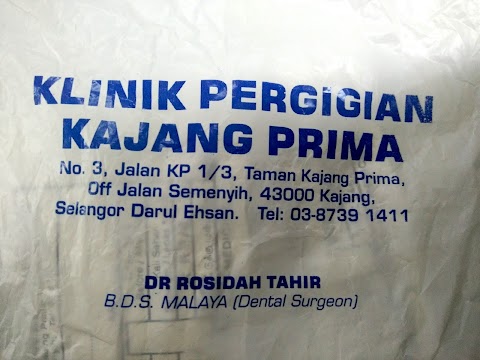 KLINIK PERGIGIAN
KAJANG PRIMA
No. 3, Jalan KP 1/3, Taman Kajang Prima,
Off Jalan Semenyih, 43000 Kajang,
Selangor Darul Ehsan. Tel: 03-8739 1411
DR ROSIDAH TAHIR
B.D.S. MALAYA (Dental Surgeon)